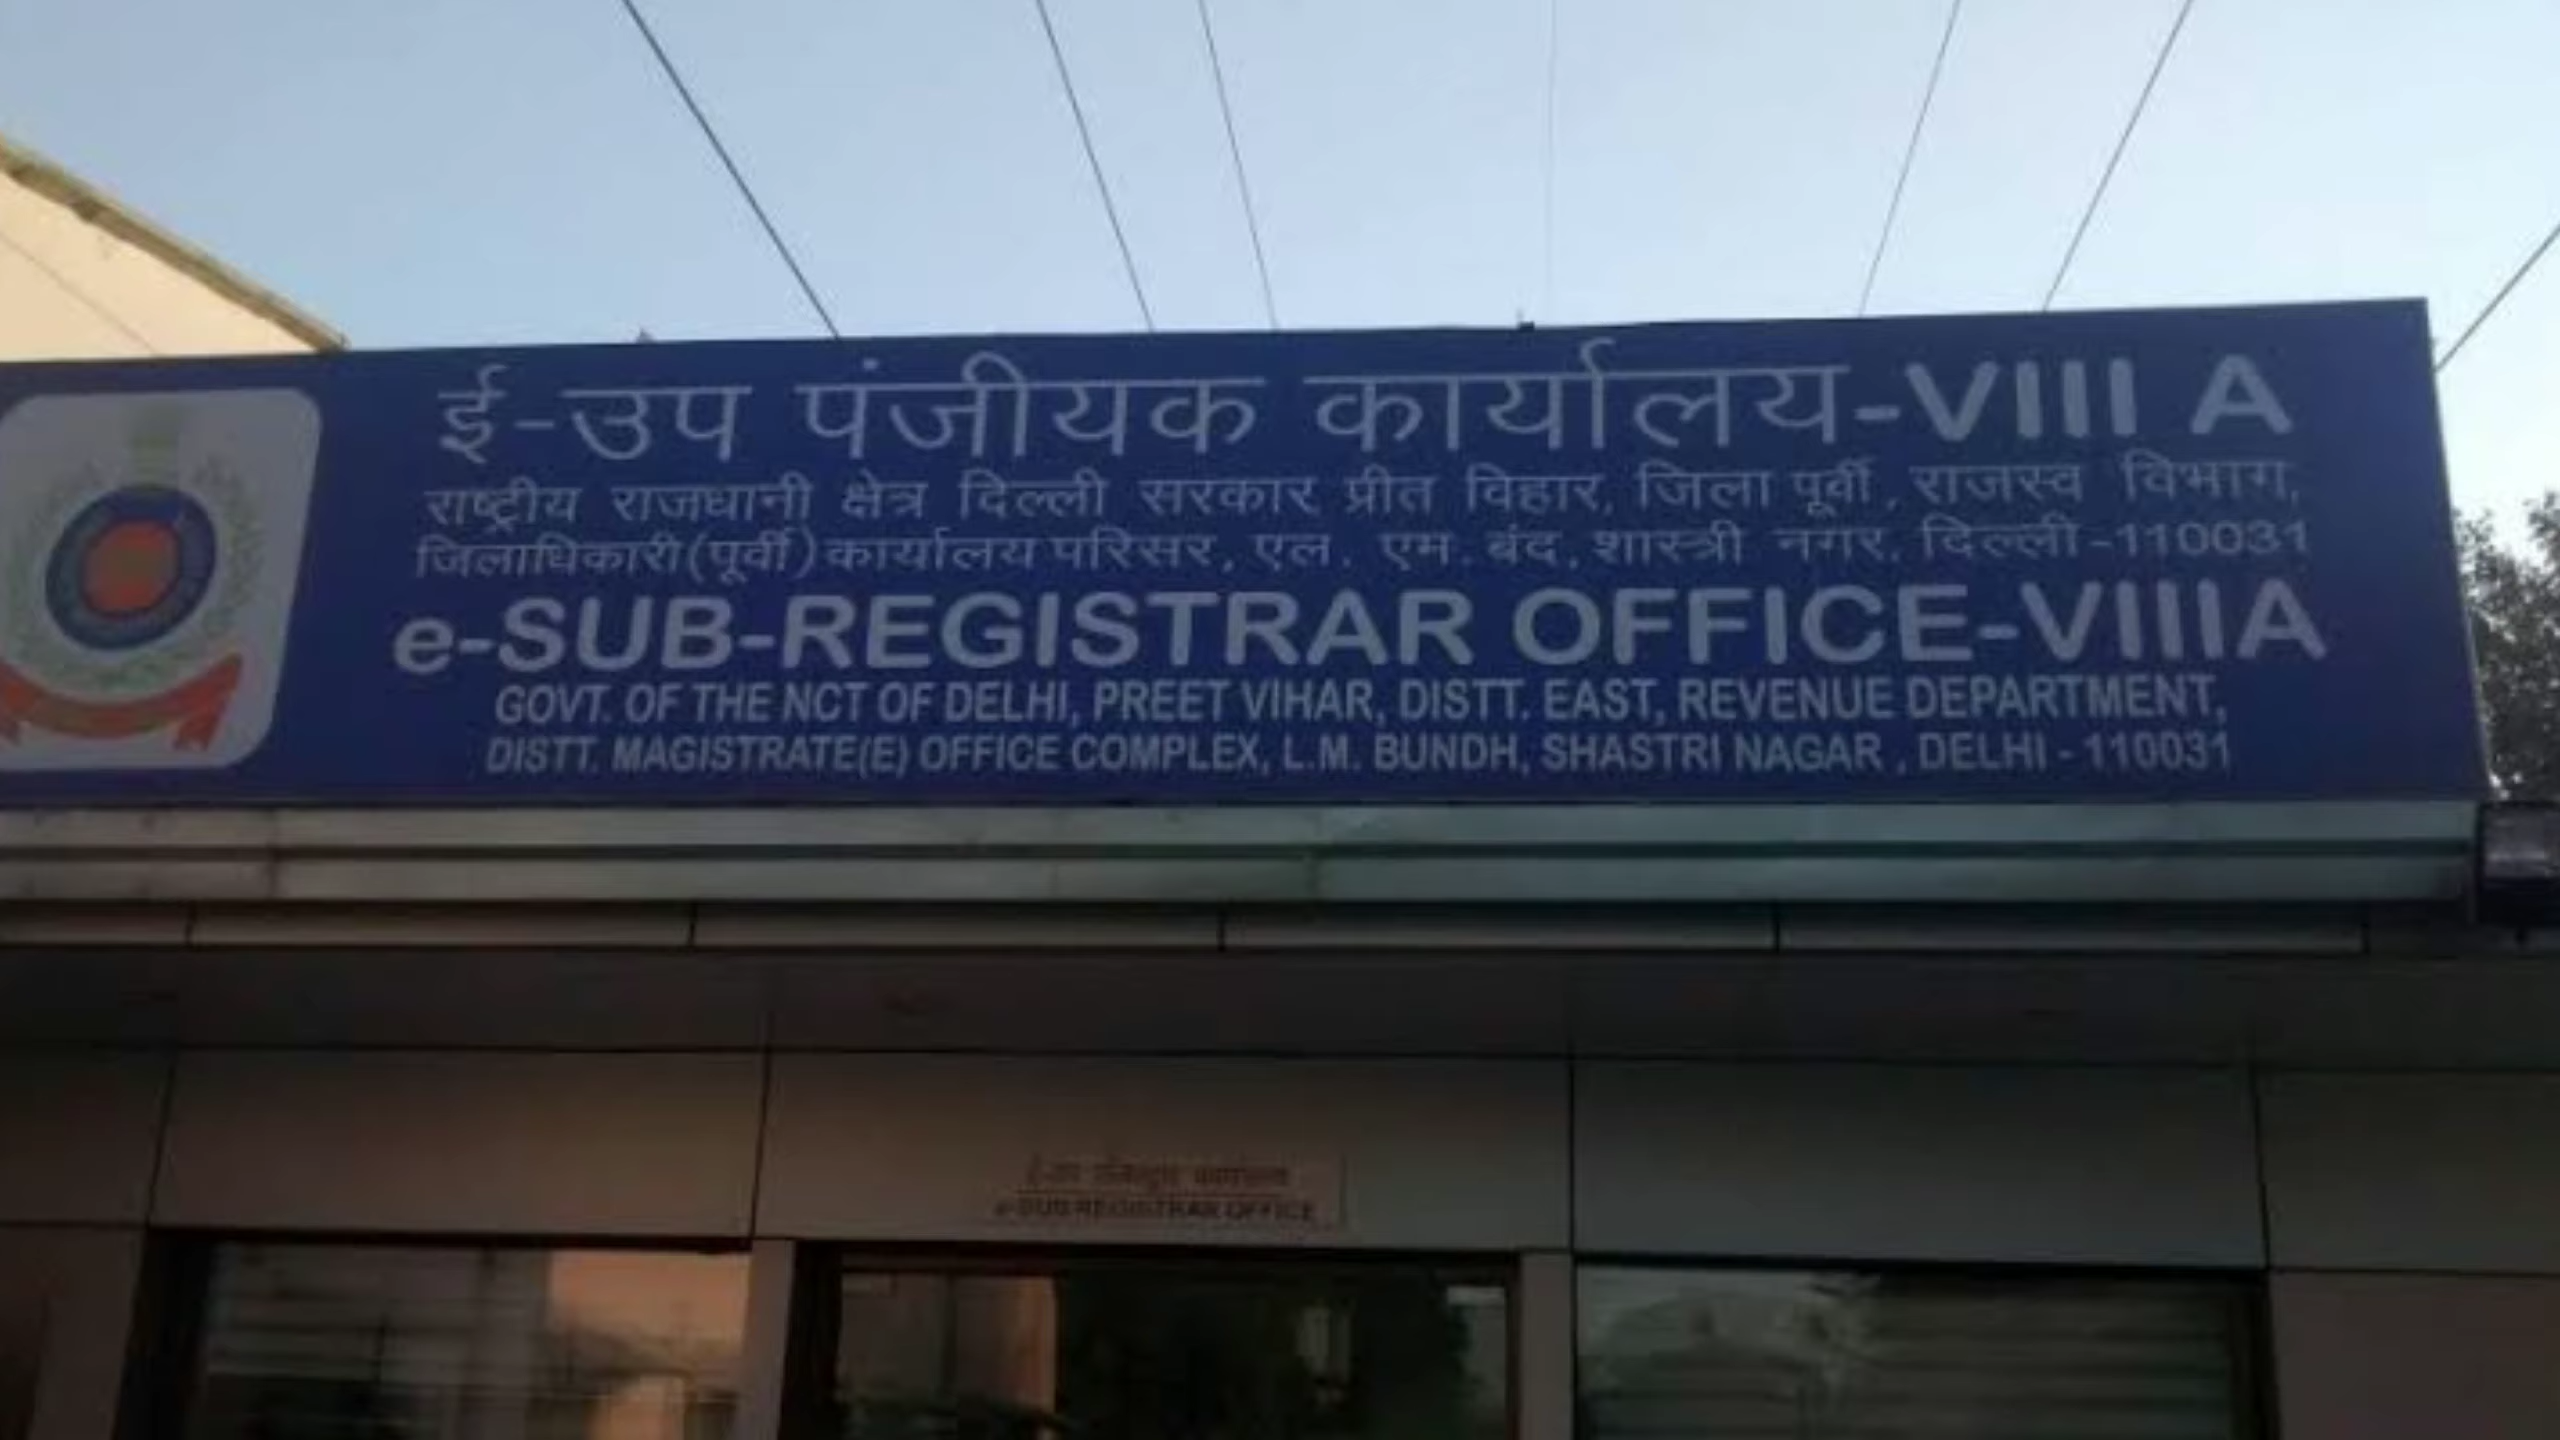 ई-उप पंजीयक कार्यालय-VIII A
राष्ट्रीय राजधानी क्षेत्र दिल्ली सरकार प्रीत विहार, जिला पूर्वी, राजस्व विभाग,
जिलाधिकारी(पूर्वी) कार्यालय परिसर, एल. एम. बंद, शास्त्री नगर, दिल्ली-110031
e-SUB-REGISTRAR OFFICE-VIIIA
GOVT. OF THE NCT OF DELHI, PREET VIHAR, DISTT. EAST, REVENUE DEPARTMENT,
DISTT. MAGISTRATE(E) OFFICE COMPLEX, L.M. BUNDH, SHASTRI NAGAR , DELHI - 110031
e-SUB REGISTRAR OFFICE